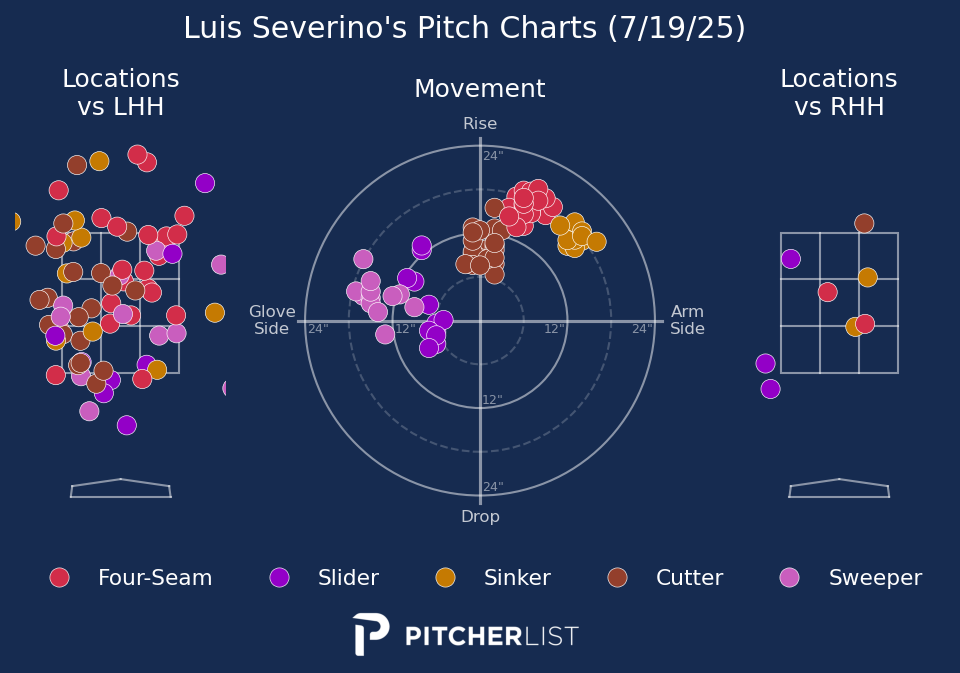 Luis Severino's Pitch Charts (7/19/25)
Locations
vs LHH
Movement
Locations
vs RHH
Rise
24"
Glove
Side
24"
12"
12"
24"
Arm
Side
12"
24"
Drop
Four-Seam
Slider
Sinker
Cutter
Sweeper
PITCHERLIST